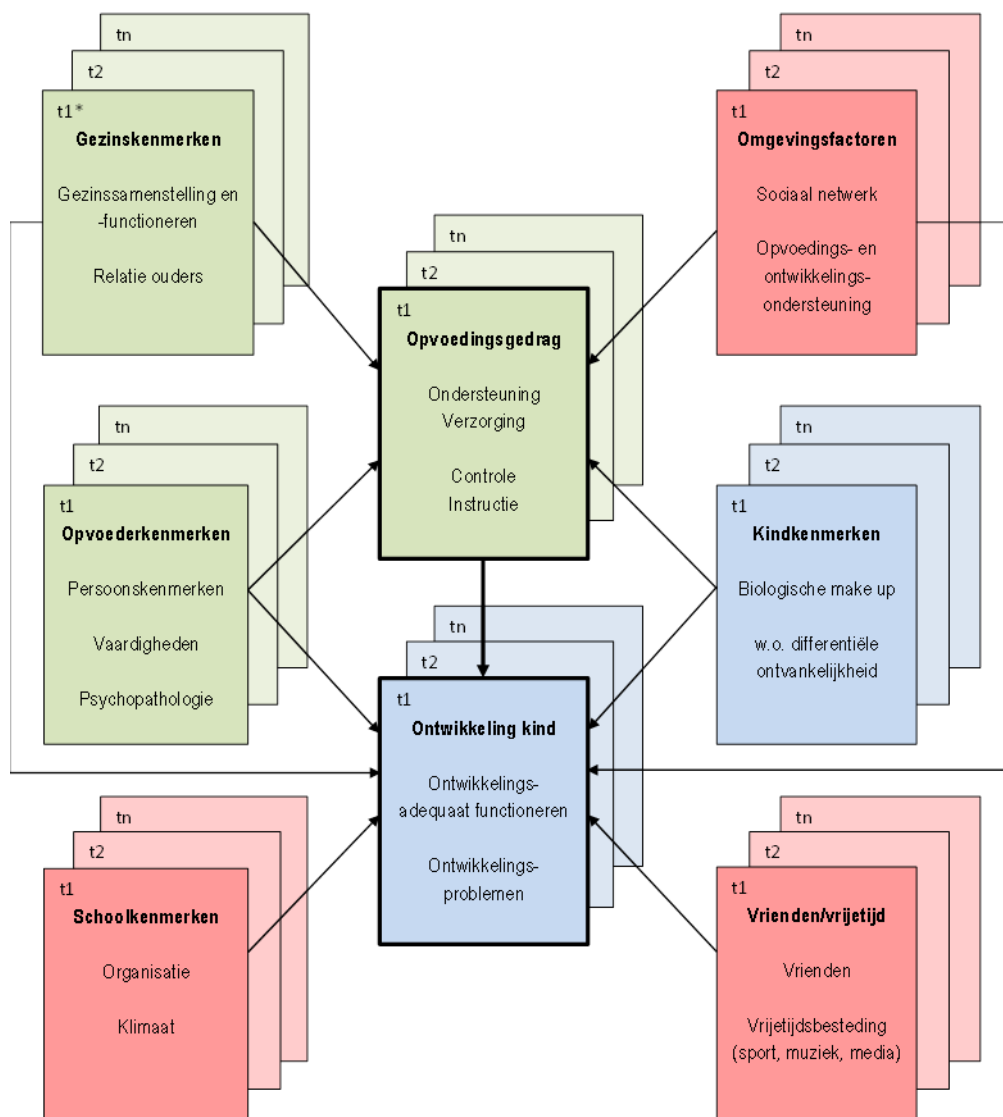 tn
t2
t1*
Gezinskenmerken
Gezinssamenstelling en
-functioneren
Relatie ouders
tn
t2
t1
Omgevingsfactoren
Sociaal netwerk
Opvoedings- en
ontwikkelings-
ondersteuning
tn
t2
t1
Opvoedingsgedrag
Ondersteuning
Verzorging
Controle
Instructie
tn
t2
t1
Opvoederkenmerken
Persoonskenmerken
Vaardigheden
Psychopathologie
tn
t2
t1
Kindkenmerken
Biologische make up
w.o. differentiële
ontvankelijkheid
tn
t2
t1
Ontwikkeling kind
Ontwikkelings-
adequaat functioneren
Ontwikkelings-
problemen
tn
t2
t1
Schoolkenmerken
Organisatie
Klimaat
tn
t2
t1
Vrienden/vrijetijd
Vrienden
Vrijetijdsbesteding
(sport, muziek, media)